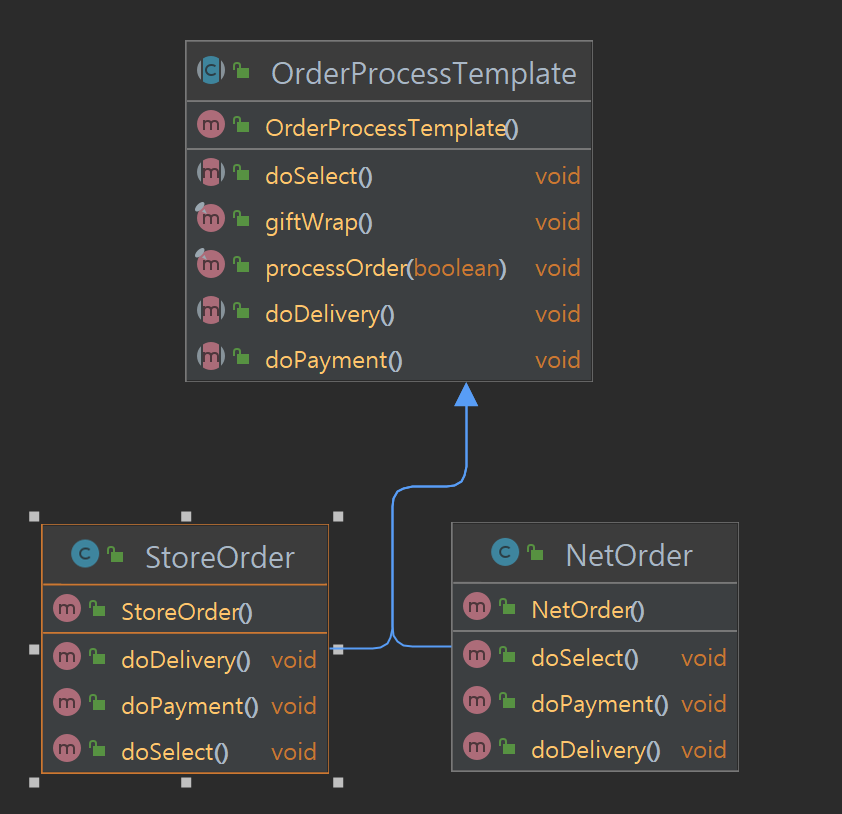 OrderProcessTemplate
OrderProcessTemplate()
doSelect() void
giftWrap() void
processOrder(boolean) void
doDelivery() void
doPayment() void
StoreOrder
StoreOrder()
doDelivery() void
doPayment() void
doSelect() void
NetOrder
NetOrder()
doSelect() void
doPayment() void
doDelivery() void